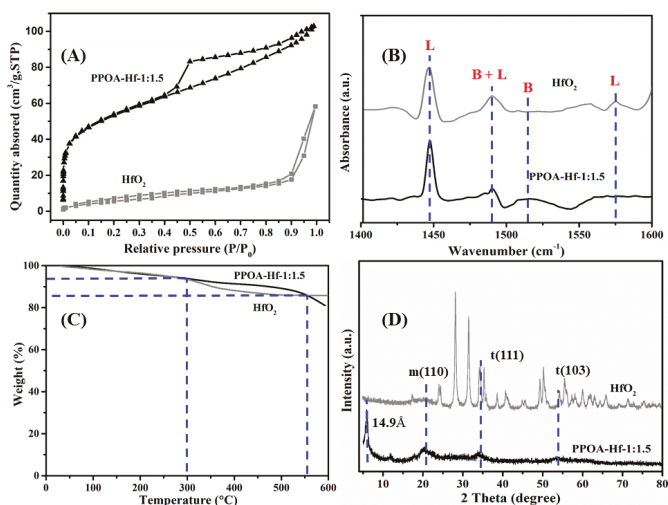 (A)
PPOA-Hf-1:1.5
HfO₂
Quantity absored (cm³/g,STP)
0 20 40 60 80 100
0.0 0.1 0.2 0.3 0.4 0.5 0.6 0.7 0.8 0.9 1.0
Relative pressure (P/P₀)
(B)
L
B + L
B
L
HfO₂
PPOA-Hf-1:1.5
Absorbance (a.u.)
1400 1450 1500 1550 1600
Wavenumber (cm⁻¹)
(C)
PPOA-Hf-1:1.5
HfO₂
Weight (%)
0 20 40 60 80 100
0 100 200 300 400 500 600
Temperature (°C)
(D)
m(110)
t(111)
t(103)
HfO₂
14.9Å
PPOA-Hf-1:1.5
Intensity (a.u.)
10 20 30 40 50 60 70 80
2 Theta (degree)